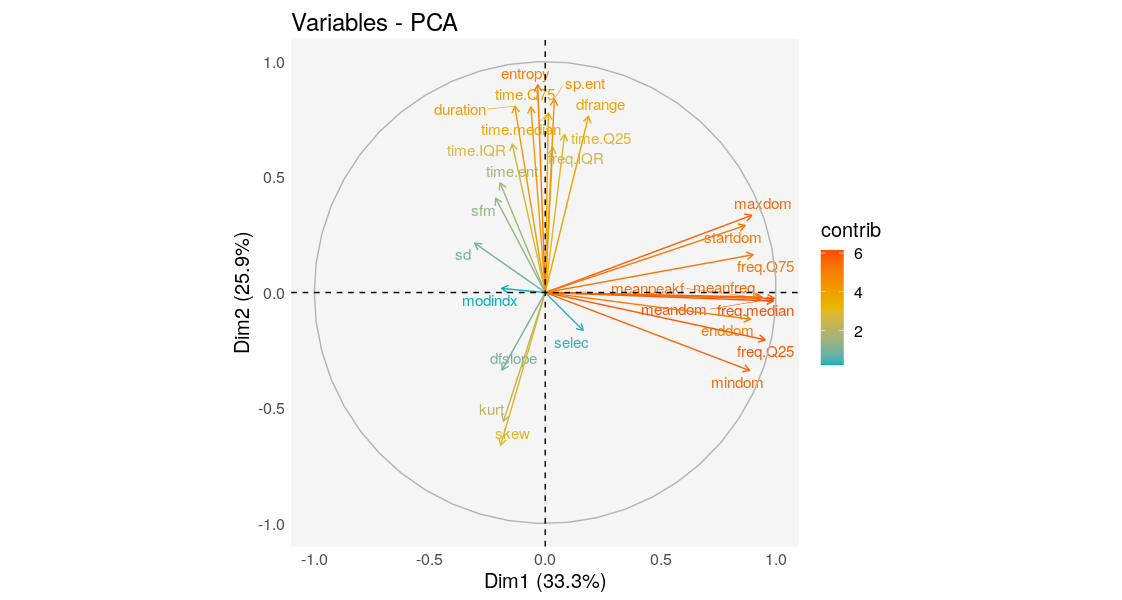 Variables - PCA
1.0
0.5
0.0
-0.5
-1.0
Dim2 (25.9%)
entropy
sp.ent
time.Q75
dfrange
duration
time.median
time.Q25
time.IQR
freq.IQR
time.ent
sfm
maxdom
startdom
sd
freq.Q75
modindx
meanpeakf
meanfreq
meandom
freq.median
enddom
selec
freq.Q25
dfslope
mindom
kurt
skew
-1.0
-0.5
0.0
0.5
1.0
Dim1 (33.3%)
contrib
6
4
2